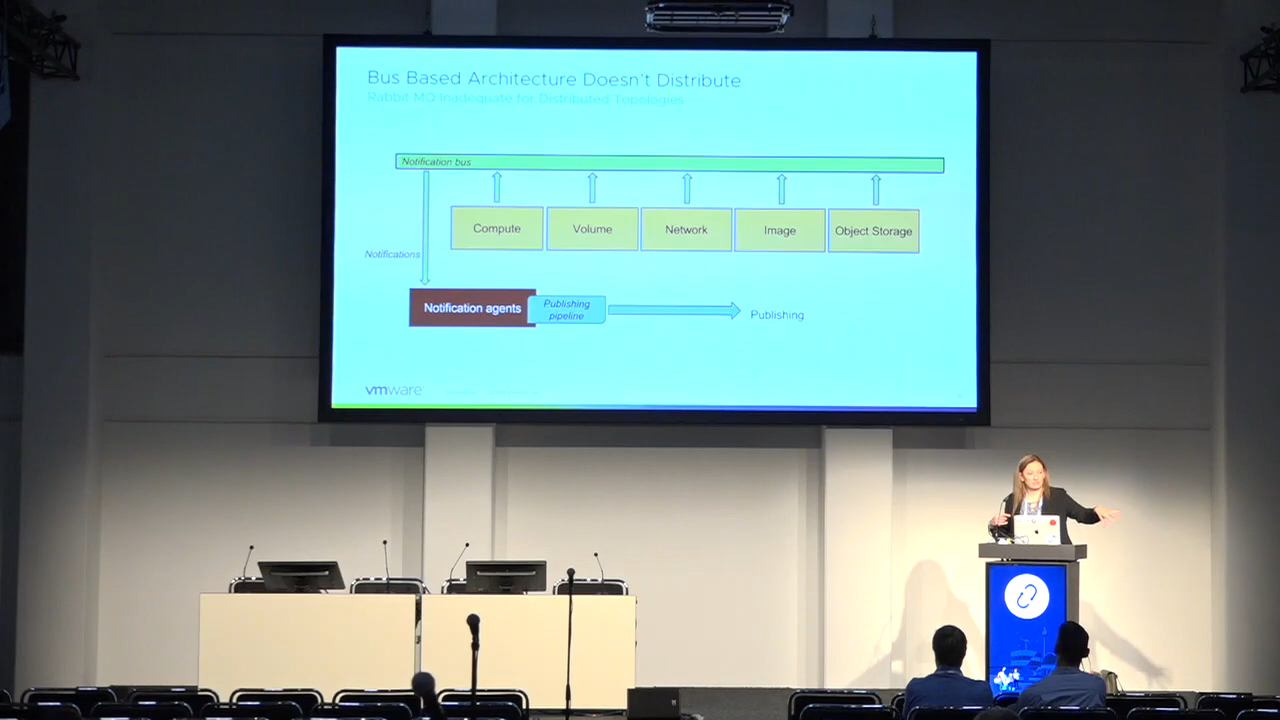 Bus Based Architecture Doesn't Distribute
Rabbit MQ Inadequate for Distributed Topologies
Notification bus
Compute
Volume
Network
Image
Object Storage
Notifications
Notification agents
Publishing
pipeline
Publishing
vmware